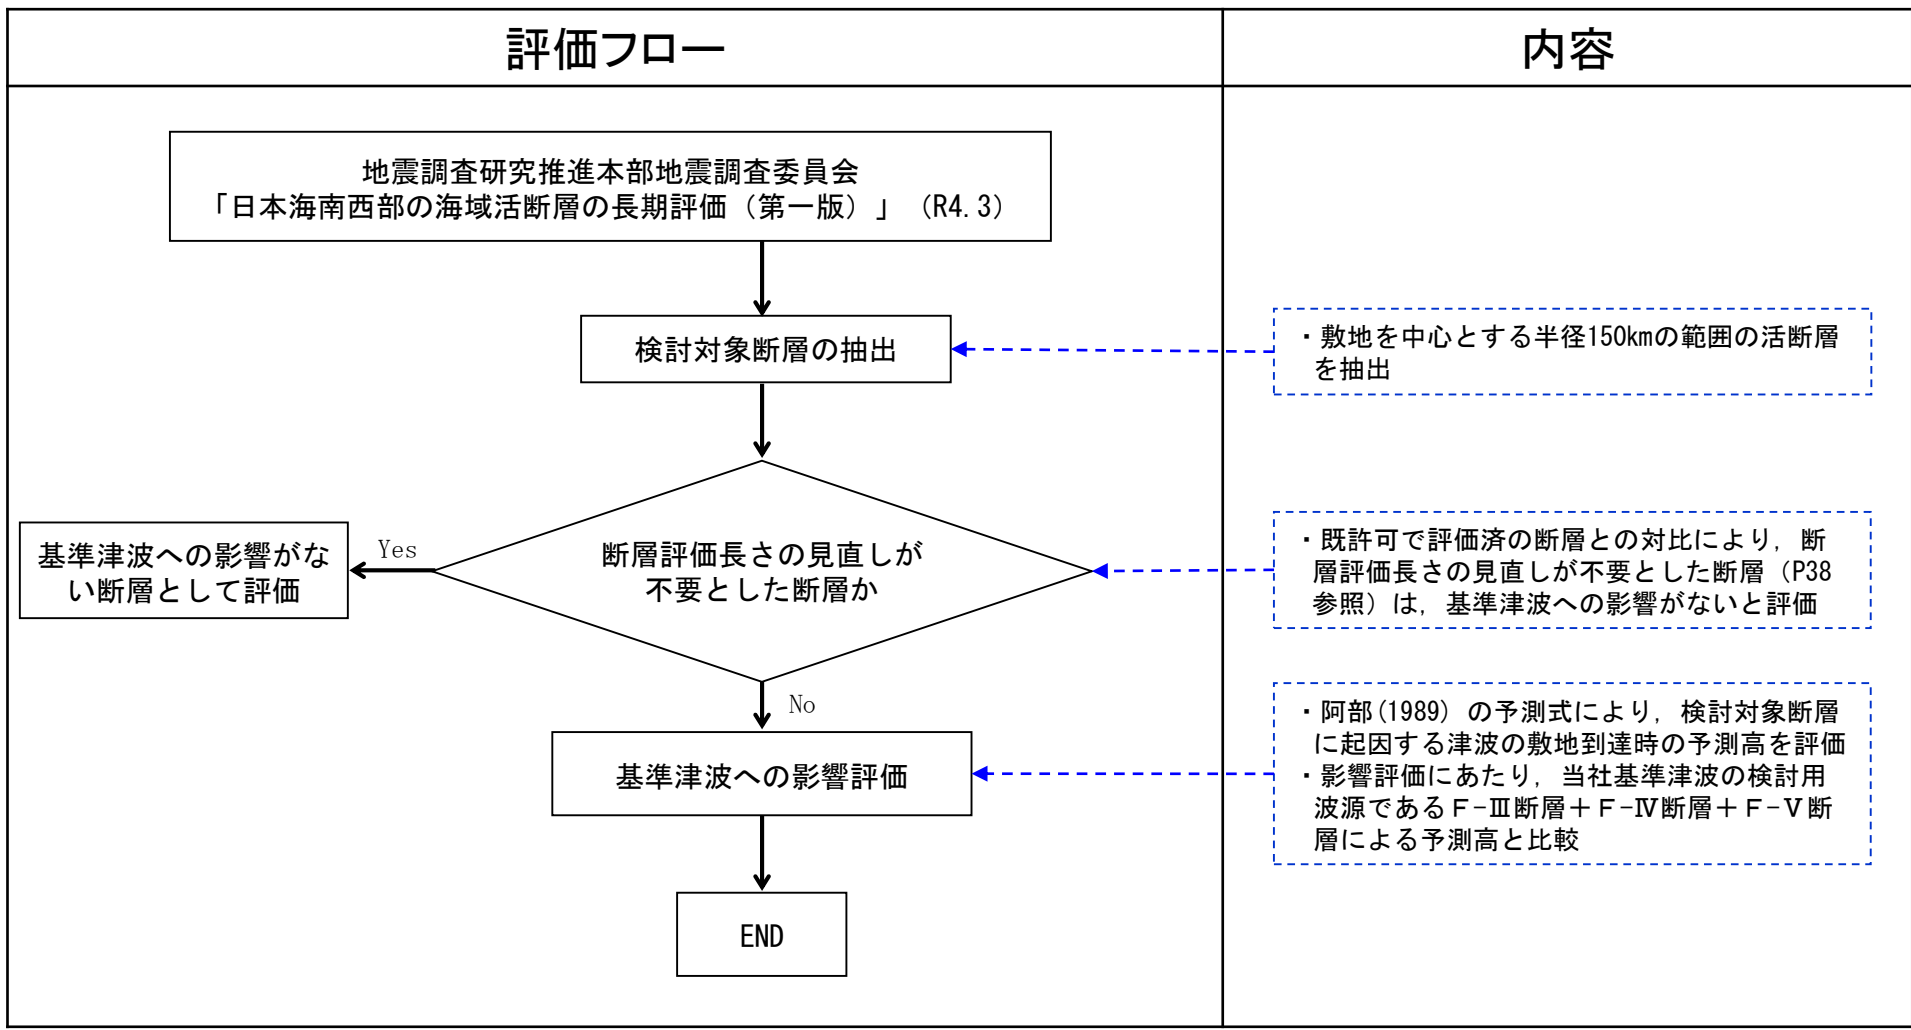 評価フロー
内容
地震調査研究推進本部地震調査委員会
「日本海南西部の海域活断層の長期評価（第一版）」（R4.3）
検討対象断層の抽出
・敷地を中心とする半径150kmの範囲の活断層
を抽出
断層評価長さの見直しが
不要とした断層か
Yes
基準津波への影響がな
い断層として評価
・既許可で評価済の断層との対比により，断
層評価長さの見直しが不要とした断層（P38
参照）は，基準津波への影響がないと評価
No
基準津波への影響評価
・阿部(1989）の予測式により，検討対象断層
に起因する津波の敷地到達時の予測高を評価
・影響評価にあたり，当社基準津波の検討用
波源であるＦ-Ⅲ断層＋Ｆ-Ⅳ断層＋Ｆ-Ⅴ断
層による予測高と比較
END